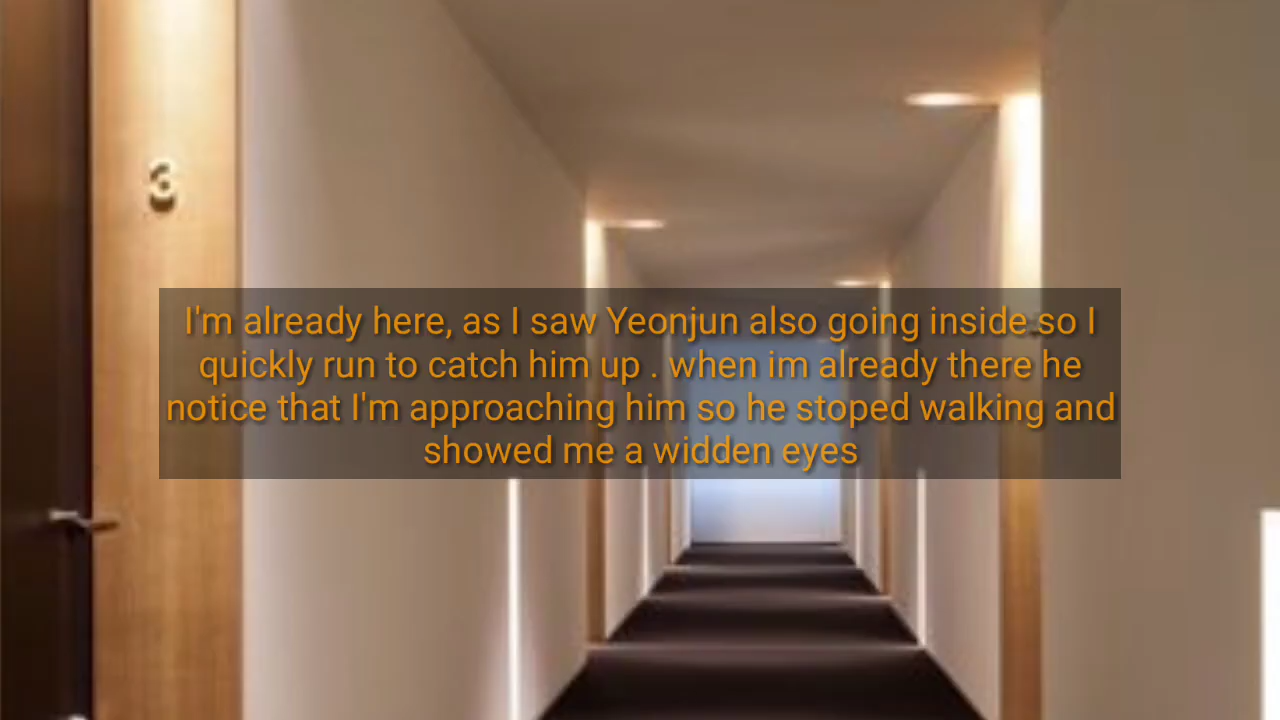 3
I'm already here, as I saw Yeonjun also going inside so I
quickly run to catch him up . when im already there he
notice that I'm approaching him so he stoped walking and
showed me a widden eyes